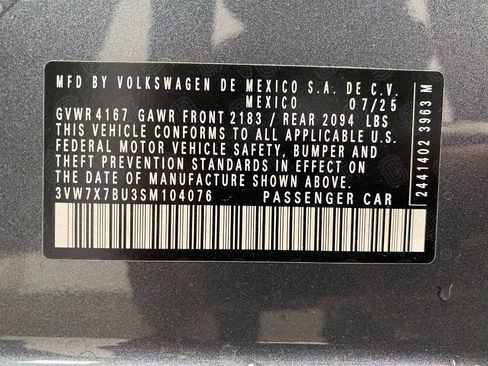 MFD BY VOLKSWAGEN DE MEXICO S.A. DE C.V.
MEXICO 07/25
GVWR 4167 GAWR FRONT 2183 / REAR 2094 LBS
THIS VEHICLE CONFORMS TO ALL APPLICABLE U.S.
FEDERAL MOTOR VEHICLE SAFETY, BUMPER AND
THEFT PREVENTION STANDARDS IN EFFECT ON
THE DATE OF MANUFACTURE SHOWN ABOVE
3VW7X7BU3SM104076 PASSENGER CAR
2441402 3963 M